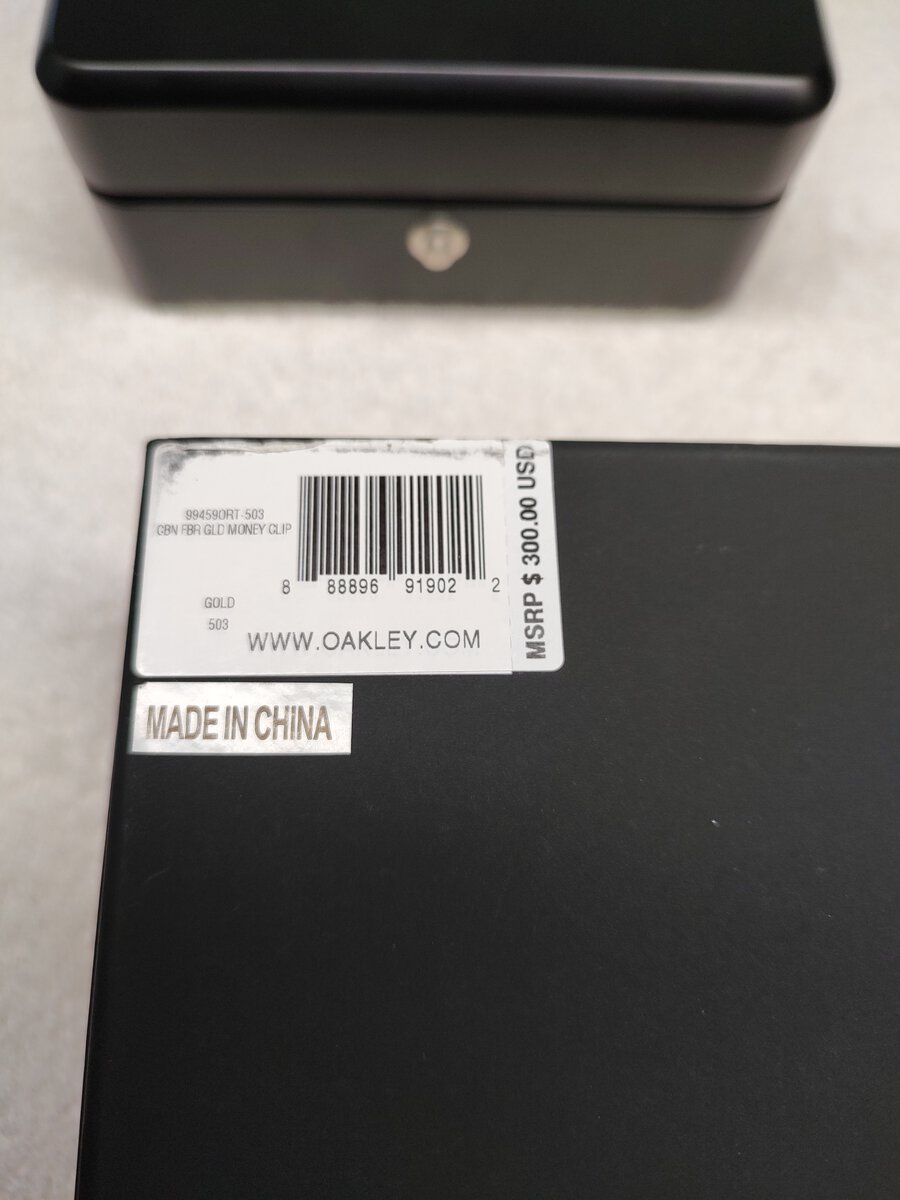 994590RT-503
CBN FBR GLD MONEY CLIP
8 88896 91902 2
GOLD
503
WWW.OAKLEY.COM
MSRP $ 300.00 USD
MADE IN CHINA